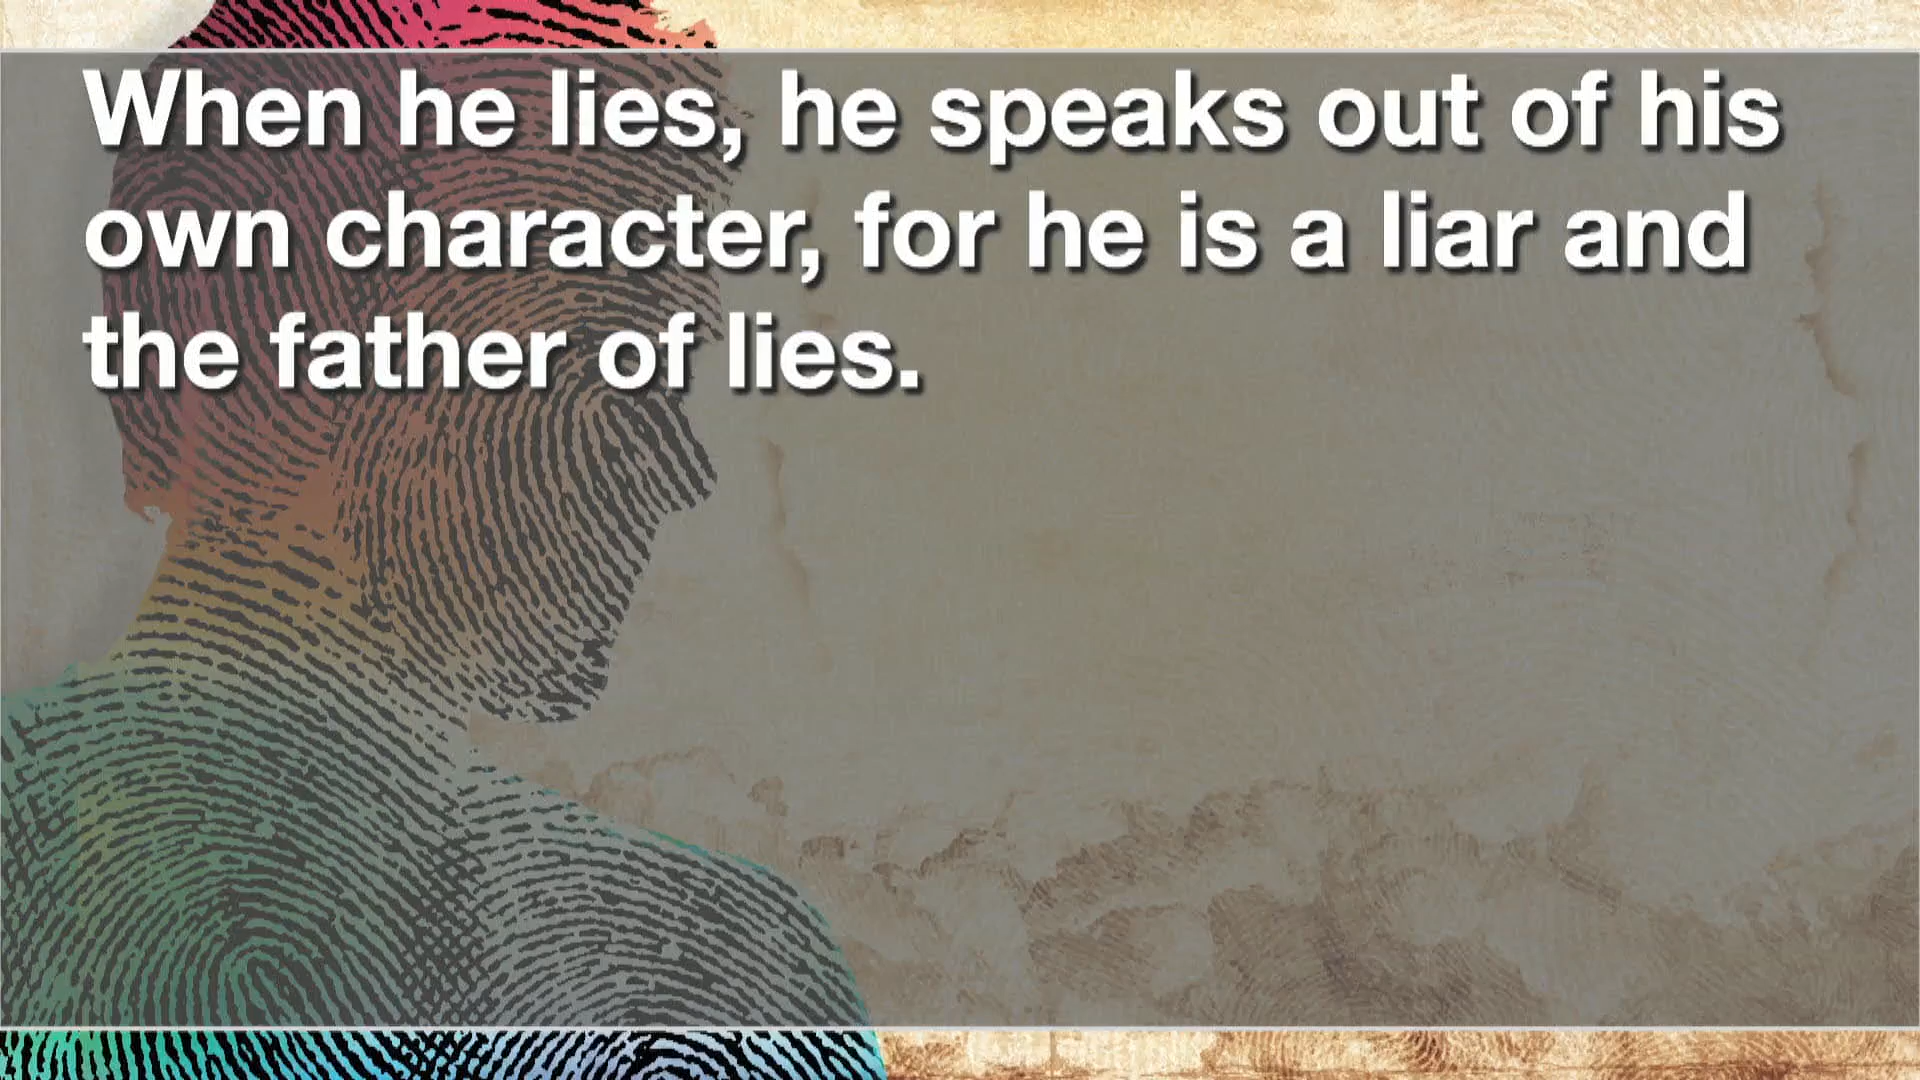 When he lies, he speaks out of his
own character, for he is a liar and
the father of lies.